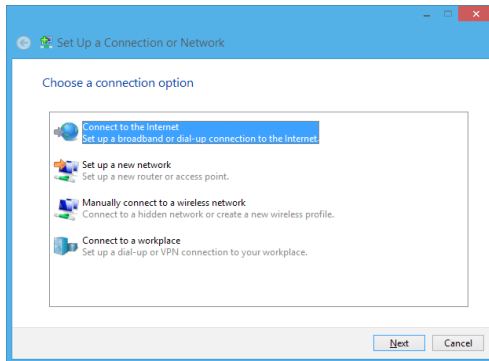 Set Up a Connection or Network
Choose a connection option
Connect to the Internet
Set up a broadband or dial-up connection to the Internet.
Set up a new network
Set up a new router or access point.
Manually connect to a wireless network
Connect to a hidden network or create a new wireless profile.
Connect to a workplace
Set up a dial-up or VPN connection to your workplace.
Next Cancel